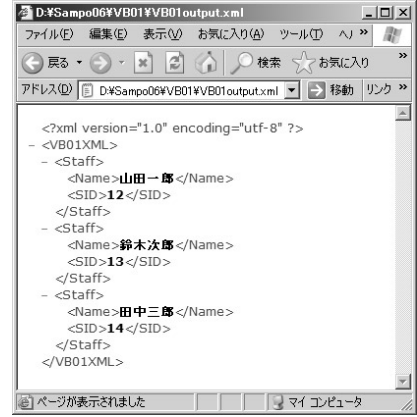 D:¥Sampo06¥VB01¥VB01output.xml
ファイル(F) 編集(E) 表示(V) お気に入り(A) ツール(T) ヘル »
戻る 検索 お気に入り »
アドレス(D) D:¥Sampo06¥VB01¥VB01output.xml 移動 リンク »
<?xml version="1.0" encoding="utf-8" ?>
- <VB01XML>
- <Staff>
<Name>山田一郎</Name>
<SID>12</SID>
</Staff>
- <Staff>
<Name>鈴木次郎</Name>
<SID>13</SID>
</Staff>
- <Staff>
<Name>田中三郎</Name>
<SID>14</SID>
</Staff>
</VB01XML>
ページが表示されました マイ コンピュータ